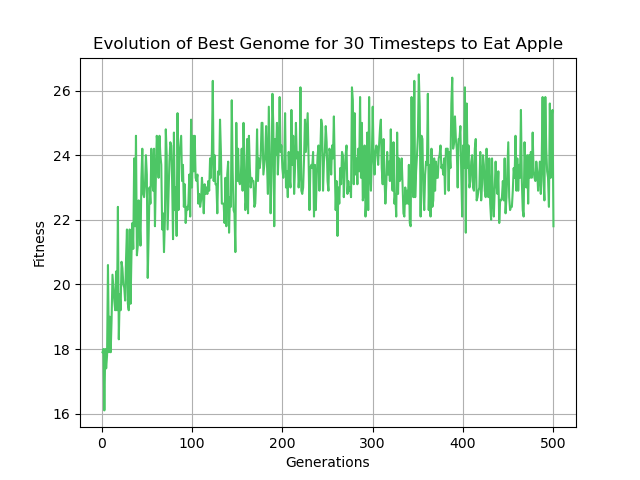 Evolution of Best Genome for 30 Timesteps to Eat Apple
26
24
22
20
18
16
Fitness
0 100 200 300 400 500
Generations